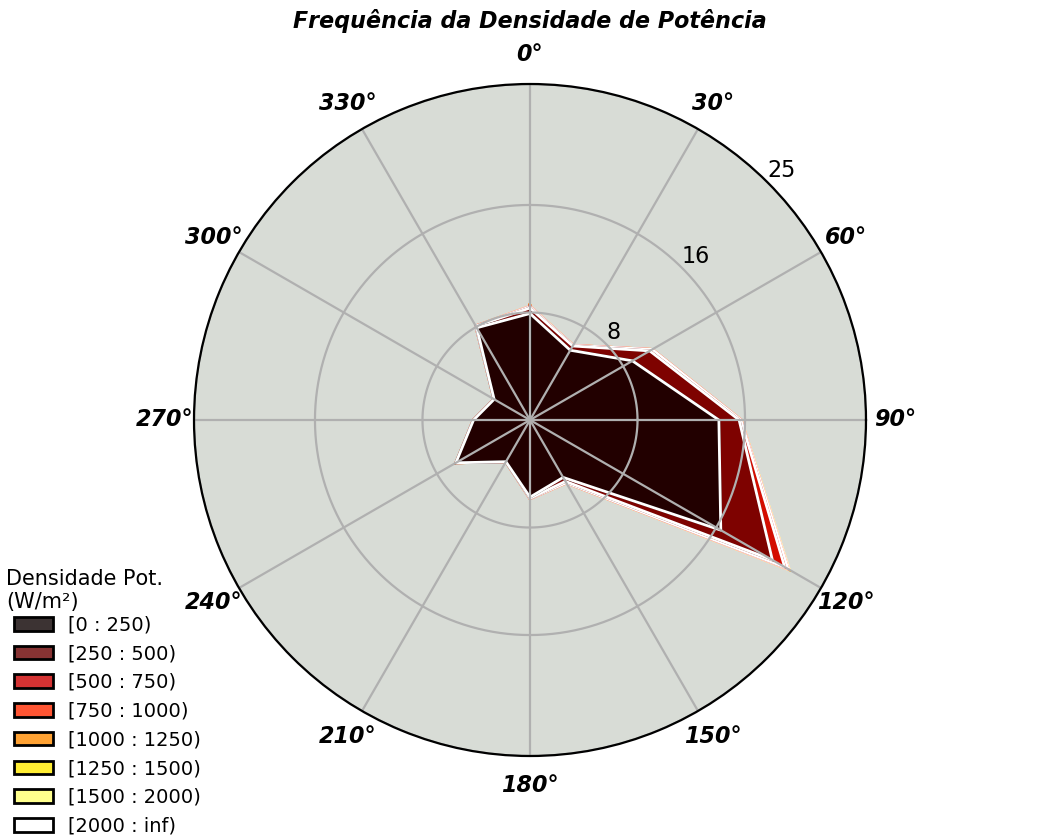 Frequência da Densidade de Potência
0°
30°
60°
90°
120°
150°
180°
210°
240°
270°
300°
330°
8
16
25
Densidade Pot.
(W/m²)
[0 : 250)
[250 : 500)
[500 : 750)
[750 : 1000)
[1000 : 1250)
[1250 : 1500)
[1500 : 2000)
[2000 : inf)